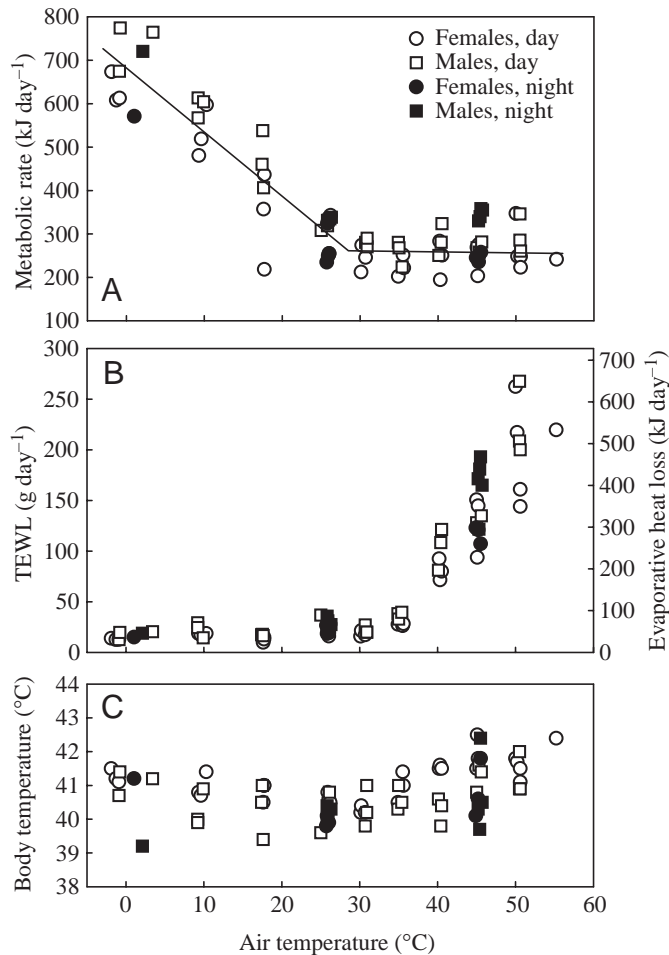 A
Metabolic rate (kJ day⁻¹)
800
700
600
500
400
300
200
100
Females, day
Males, day
Females, night
Males, night
B
TEWL (g day⁻¹)
300
250
200
150
100
50
0
700
600
500
400
300
200
100
0
Evaporative heat loss (kJ day⁻¹)
C
Body temperature (°C)
44
43
42
41
40
39
38
0 10 20 30 40 50 60
Air temperature (°C)